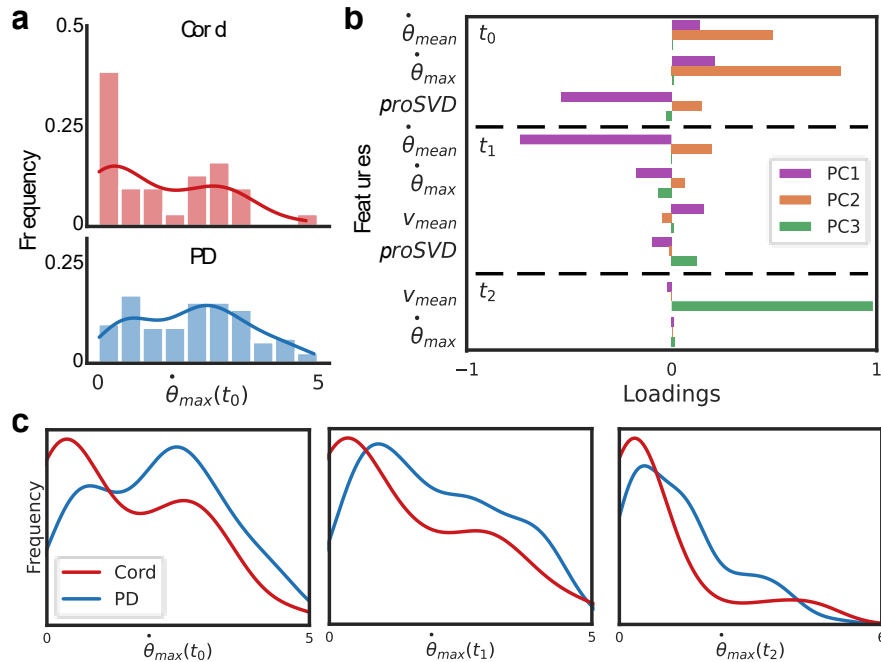 a
Cord
0.5
0.25
0
Frequency
PD
0.25
0
0
5
θ̇max(t0)
b
Features
θ̇mean
θ̇max
proSVD
θ̇mean
θ̇max
vmean
proSVD
vmean
θ̇max
t0
t1
t2
PC1
PC2
PC3
−1
0
1
Loadings
c
Frequency
Cord
PD
0
5
θ̇max(t0)
0
5
θ̇max(t1)
0
6
θ̇max(t2)